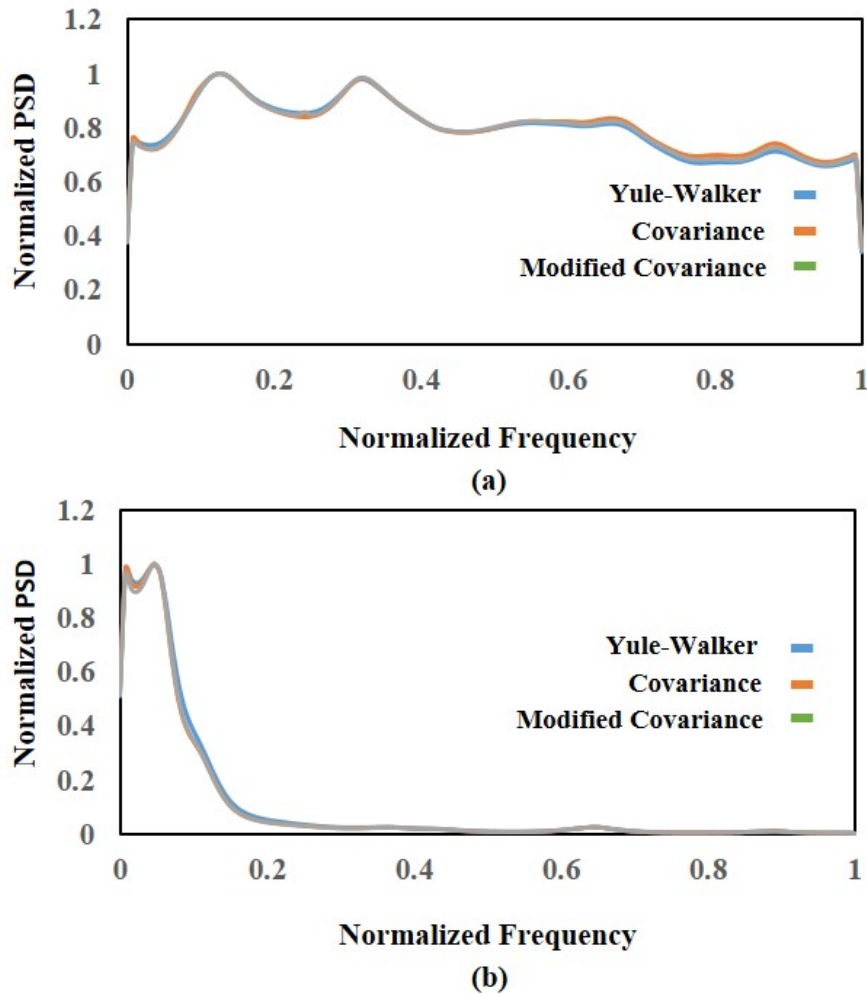 1.2
1
0.8
0.6
0.4
0.2
0
Normalized PSD
Yule-Walker
Covariance
Modified Covariance
0 0.2 0.4 0.6 0.8 1
Normalized Frequency
(a)
1.2
1
0.8
0.6
0.4
0.2
0
Normalized PSD
Yule-Walker
Covariance
Modified Covariance
0 0.2 0.4 0.6 0.8 1
Normalized Frequency
(b)